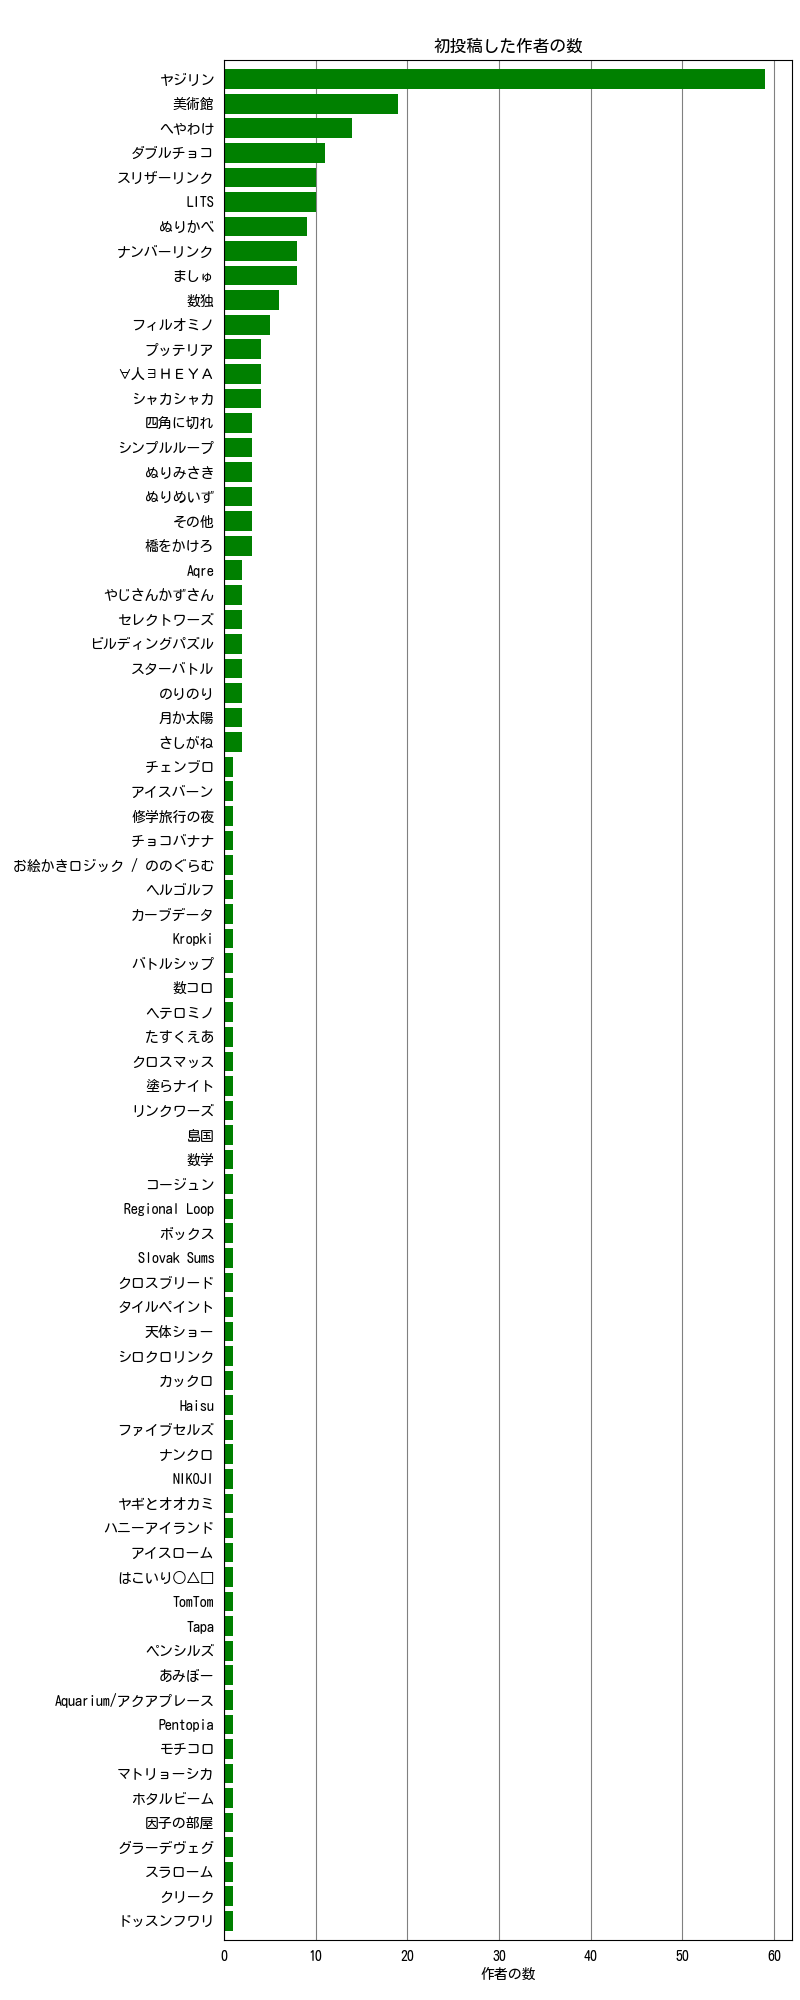 初投稿した作者の数
ヤジリン
美術館
へやわけ
ダブルチョコ
スリザーリンク
LITS
ぬりかべ
ナンバーリンク
ましゅ
数独
フィルオミノ
プッテリア
∀人∃ＨＥＹＡ
シャカシャカ
四角に切れ
シンプルループ
ぬりみさき
ぬりめいず
その他
橋をかけろ
Aqre
やじさんかずさん
セレクトワーズ
ビルディングパズル
スターバトル
のりのり
月か太陽
さしがね
チェンブロ
アイスバーン
修学旅行の夜
チョコバナナ
お絵かきロジック / ののぐらむ
ヘルゴルフ
カーブデータ
Kropki
バトルシップ
数コロ
ヘテロミノ
たすくえあ
クロスマッス
塗らナイト
リンクワーズ
島国
数学
コージュン
Regional Loop
ボックス
Slovak Sums
クロスブリード
タイルペイント
天体ショー
シロクロリンク
カックロ
Haisu
ファイブセルズ
ナンクロ
NIKOJI
ヤギとオオカミ
ハニーアイランド
アイスローム
はこいり○△□
TomTom
Tapa
ペンシルズ
あみぼー
Aquarium/アクアプレース
Pentopia
モチコロ
マトリョーシカ
ホタルビーム
因子の部屋
グラーデヴェグ
スラローム
クリーク
ドッスンフワリ
0 10 20 30 40 50 60
作者の数